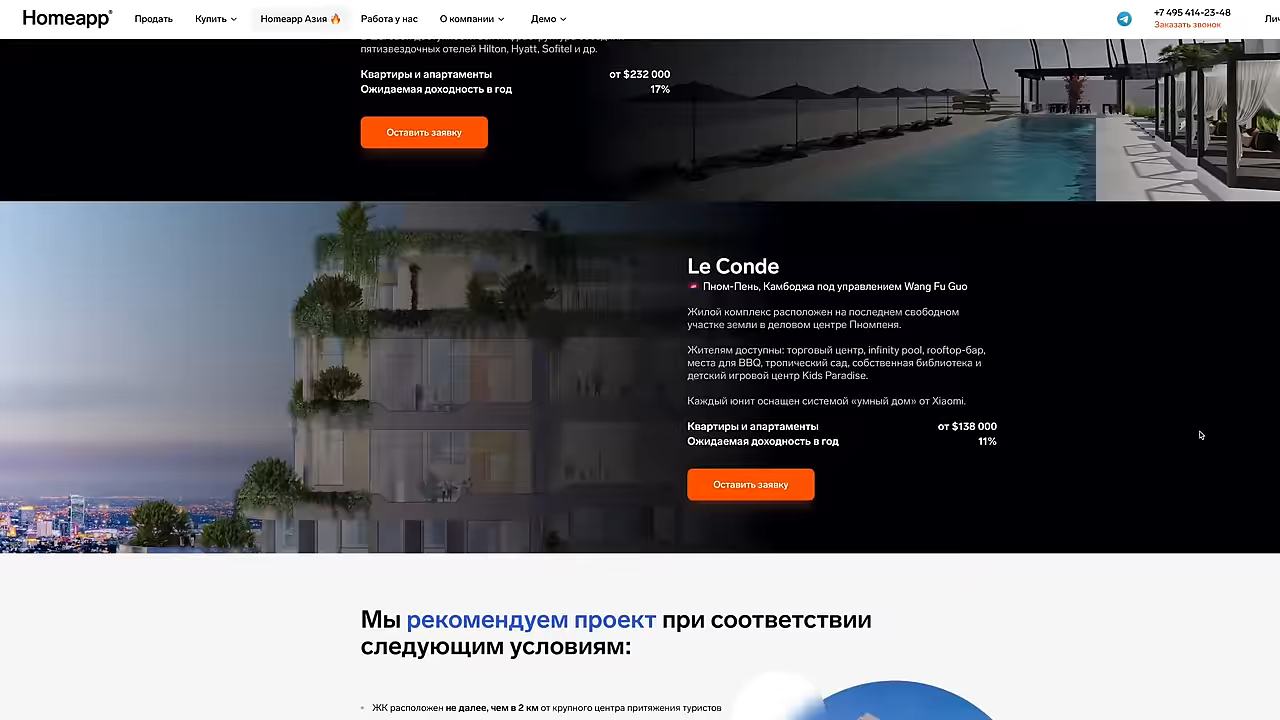 Homeapp®
Продать
Купить
Homeapp Азия 🔥
Работа у нас
О компании
Демо
+7 495 414-23-48
Заказать звонок
пятизвездочных отелей Hilton, Hyatt, Sofitel и др.
Квартиры и апартаменты от $232 000
Ожидаемая доходность в год 17%
Оставить заявку
Le Conde
Пном-Пень, Камбоджа под управлением Wang Fu Guo
Жилой комплекс расположен на последнем свободном
участке земли в деловом центре Пномпеня.
Жителям доступны: торговый центр, infinity pool, rooftop-бар,
места для BBQ, тропический сад, собственная библиотека и
детский игровой центр Kids Paradise.
Каждый юнит оснащен системой «умный дом» от Xiaomi.
Квартиры и апартаменты от $138 000
Ожидаемая доходность в год 11%
Оставить заявку
Мы рекомендуем проект при соответствии
следующим условиям:
• ЖК расположен не далее, чем в 2 км от крупного центра притяжения туристов